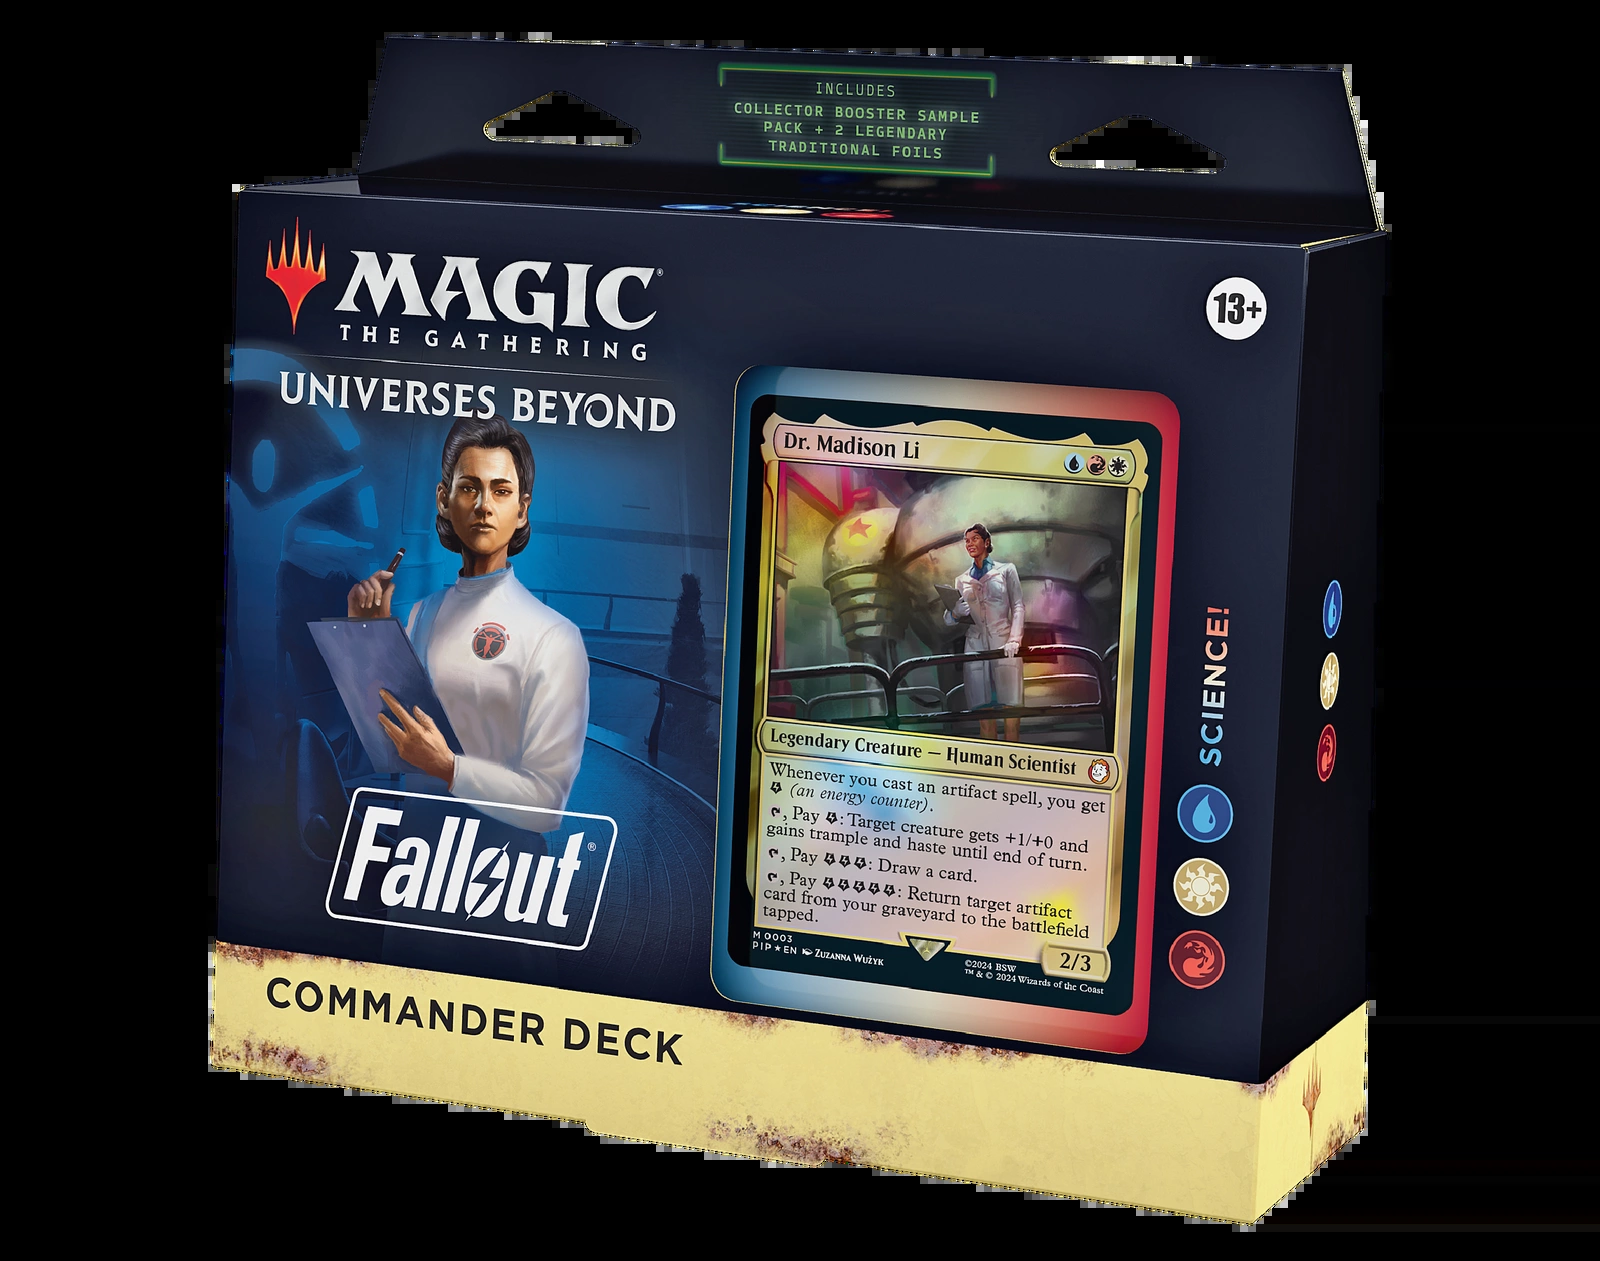 INCLUDES
COLLECTOR BOOSTER SAMPLE
PACK + 2 LEGENDARY
TRADITIONAL FOILS
SCIENCE!
MAGIC®
THE GATHERING
UNIVERSES BEYOND
13+
Dr. Madison Li
Legendary Creature — Human Scientist
Whenever you cast an artifact spell, you get
(an energy counter).
, Pay : Target creature gets +1/+0 and
gains trample and haste until end of turn.
, Pay : Draw a card.
, Pay : Return target artifact
card from your graveyard to the battlefield
tapped.
M 0003
PIP ★ EN Zuzanna Wużyk
©2024 BSW
™ & © 2024 Wizards of the Coast
2/3
SCIENCE!
Fallout®
COMMANDER DECK